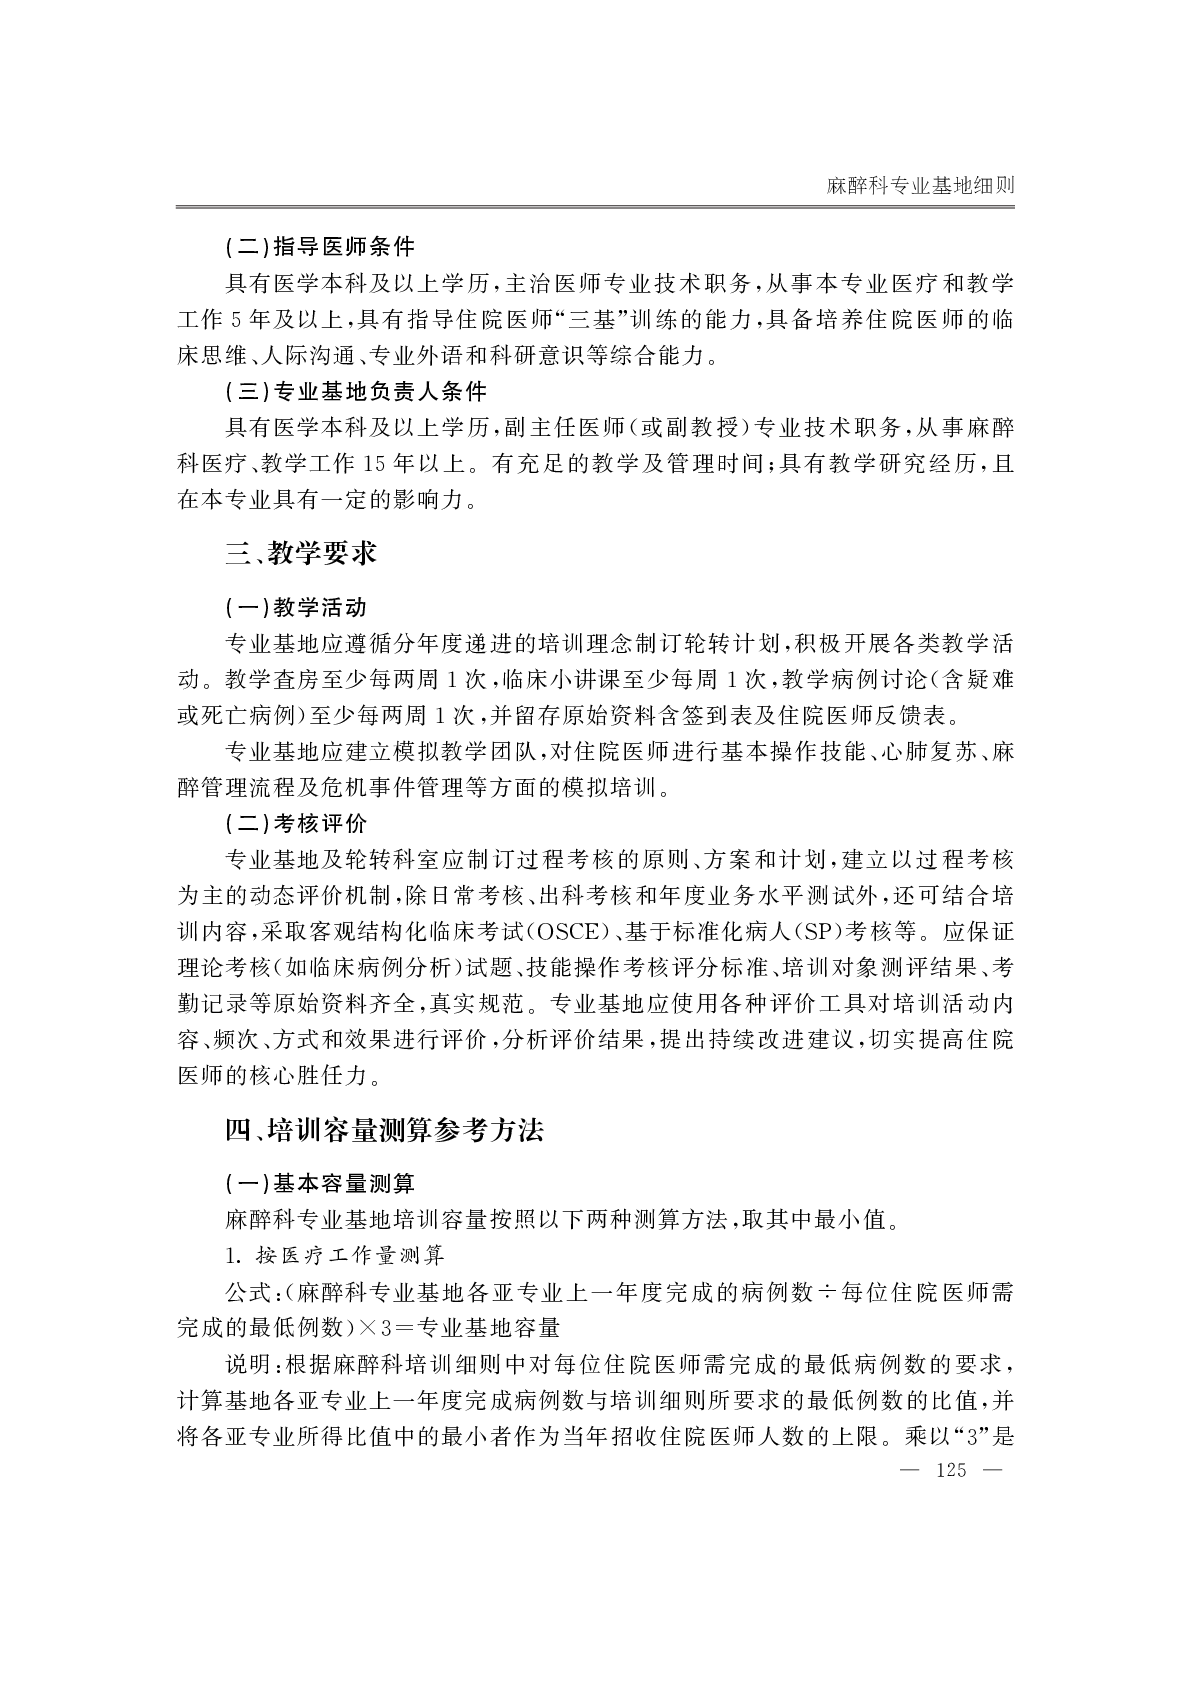 麻醉科专业基地细则
(二)指导医师条件
具有医学本科及以上学历,主治医师专业技术职务,从事本专业医疗和教学
工作 5 年及以上,具有指导住院医师“三基”训练的能力,具备培养住院医师的临
床思维、人际沟通、专业外语和科研意识等综合能力。
(三)专业基地负责人条件
具有医学本科及以上学历,副主任医师(或副教授)专业技术职务,从事麻醉
科医疗、教学工作 15 年以上。有充足的教学及管理时间;具有教学研究经历,且
在本专业具有一定的影响力。
三、教学要求
(一)教学活动
专业基地应遵循分年度递进的培训理念制订轮转计划,积极开展各类教学活
动。教学查房至少每两周 1 次,临床小讲课至少每周 1 次,教学病例讨论(含疑难
或死亡病例)至少每两周 1 次,并留存原始资料含签到表及住院医师反馈表。
专业基地应建立模拟教学团队,对住院医师进行基本操作技能、心肺复苏、麻
醉管理流程及危机事件管理等方面的模拟培训。
(二)考核评价
专业基地及轮转科室应制订过程考核的原则、方案和计划,建立以过程考核
为主的动态评价机制,除日常考核、出科考核和年度业务水平测试外,还可结合培
训内容,采取客观结构化临床考试(OSCE)、基于标准化病人(SP)考核等。应保证
理论考核(如临床病例分析)试题、技能操作考核评分标准、培训对象测评结果、考
勤记录等原始资料齐全,真实规范。专业基地应使用各种评价工具对培训活动内
容、频次、方式和效果进行评价,分析评价结果,提出持续改进建议,切实提高住院
医师的核心胜任力。
四、培训容量测算参考方法
(一)基本容量测算
麻醉科专业基地培训容量按照以下两种测算方法,取其中最小值。
1. 按医疗工作量测算
公式:(麻醉科专业基地各亚专业上一年度完成的病例数÷每位住院医师需
完成的最低例数)×3=专业基地容量
说明:根据麻醉科培训细则中对每位住院医师需完成的最低病例数的要求,
计算基地各亚专业上一年度完成病例数与培训细则所要求的最低例数的比值,并
将各亚专业所得比值中的最小者作为当年招收住院医师人数的上限。乘以“3”是
— 125 —